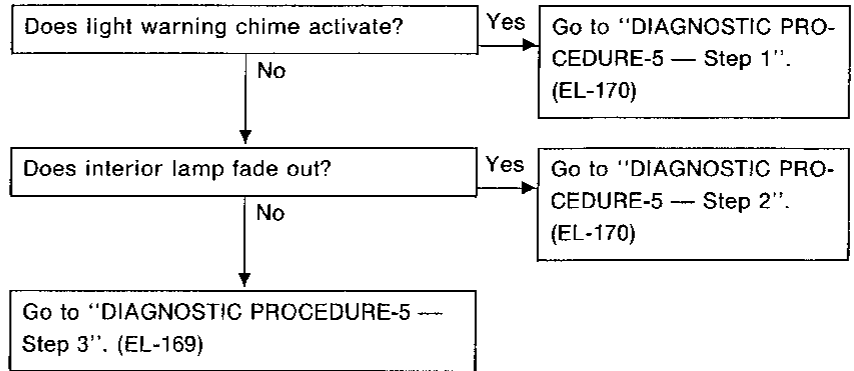 Does light warning chime activate?
Yes
Go to "DIAGNOSTIC PRO-
CEDURE-5 — Step 1".
(EL-170)
No
Does interior lamp fade out?
Yes
Go to "DIAGNOSTIC PRO-
CEDURE-5 — Step 2".
(EL-170)
No
Go to "DIAGNOSTIC PROCEDURE-5 —
Step 3". (EL-169)